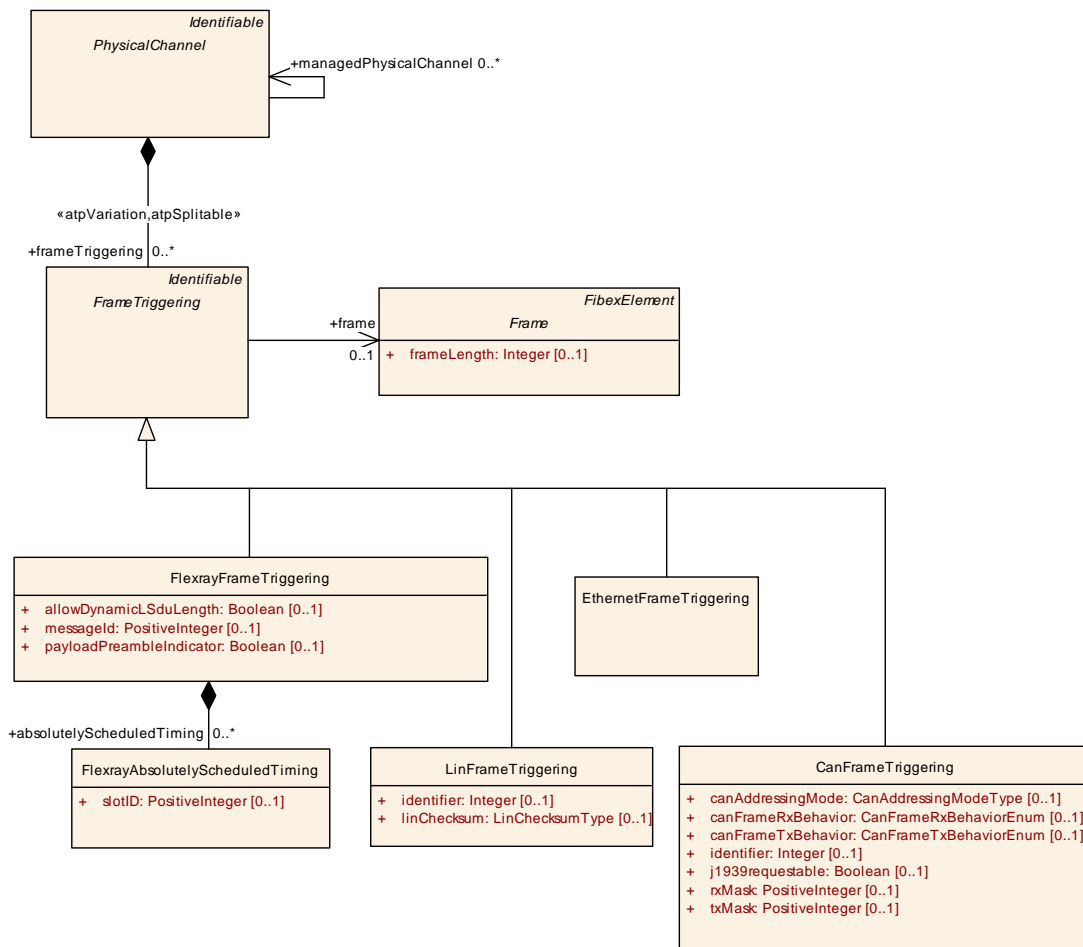 Identifiable
PhysicalChannel
+managedPhysicalChannel 0..*
«atpVariation,atpSplitable»
+frameTriggering 0..*
Identifiable
FrameTriggering
+frame
0..1
FibexElement
Frame
+ frameLength: Integer [0..1]
FlexrayFrameTriggering
+ allowDynamicLSduLength: Boolean [0..1]
+ messageId: PositiveInteger [0..1]
+ payloadPreambleIndicator: Boolean [0..1]
EthernetFrameTriggering
+absolutelyScheduledTiming 0..*
FlexrayAbsolutelyScheduledTiming
+ slotID: PositiveInteger [0..1]
LinFrameTriggering
+ identifier: Integer [0..1]
+ linChecksum: LinChecksumType [0..1]
CanFrameTriggering
+ canAddressingMode: CanAddressingModeType [0..1]
+ canFrameRxBehavior: CanFrameRxBehaviorEnum [0..1]
+ canFrameTxBehavior: CanFrameTxBehaviorEnum [0..1]
+ identifier: Integer [0..1]
+ j1939requestable: Boolean [0..1]
+ rxMask: PositiveInteger [0..1]
+ txMask: PositiveInteger [0..1]